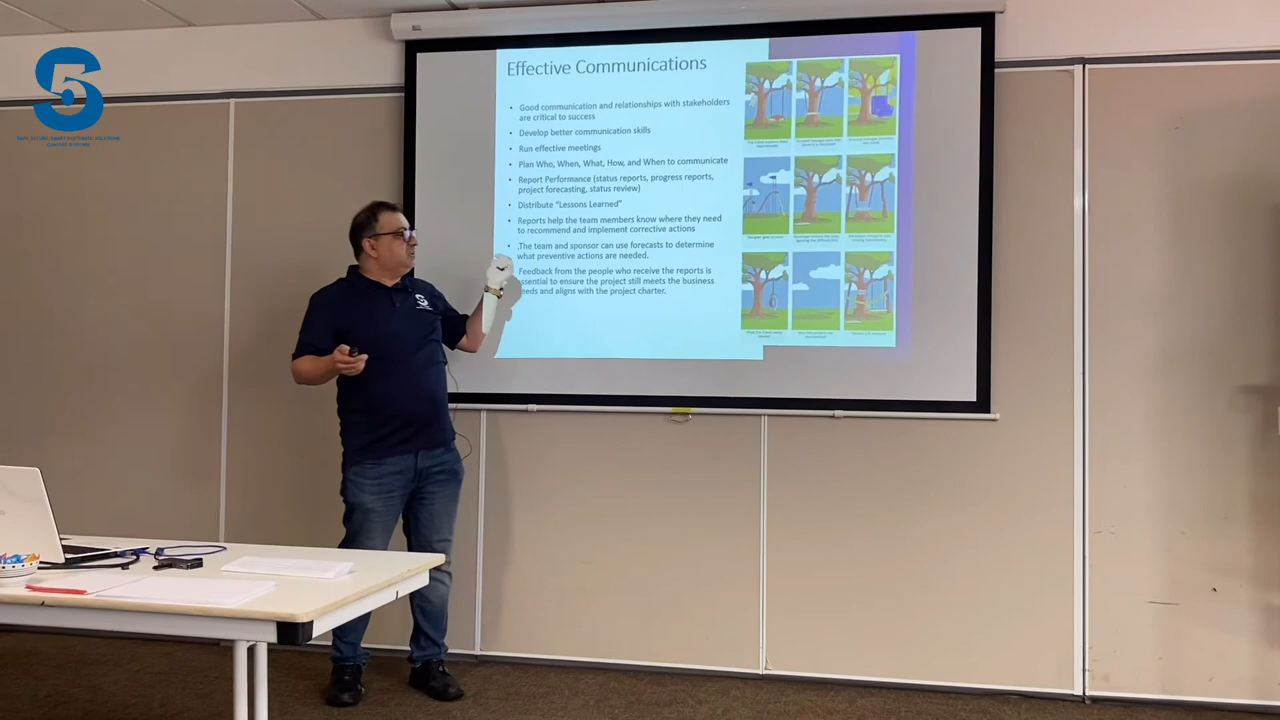 5
Effective Communications
• Good communication and relationships with stakeholders
are critical to success
• Develop better communication skills
• Run effective meetings
• Plan Who, When, What, How, and When to communicate
• Report Performance (status reports, progress reports,
project forecasting, status review)
• Distribute “Lessons Learned”
• Reports help the team members know where they need
to recommend and implement corrective actions
• .The team and sponsor can use forecasts to determine
what preventive actions are needed.
Feedback from the people who receive the reports is
essential to ensure the project still meets the business
needs and aligns with the project charter.